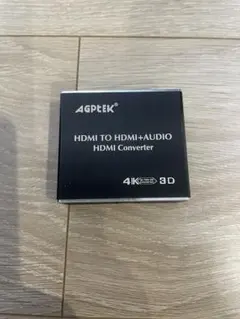 AGPtEK®
HDMI TO HDMI+AUDIO
HDMI Converter
4K 3D